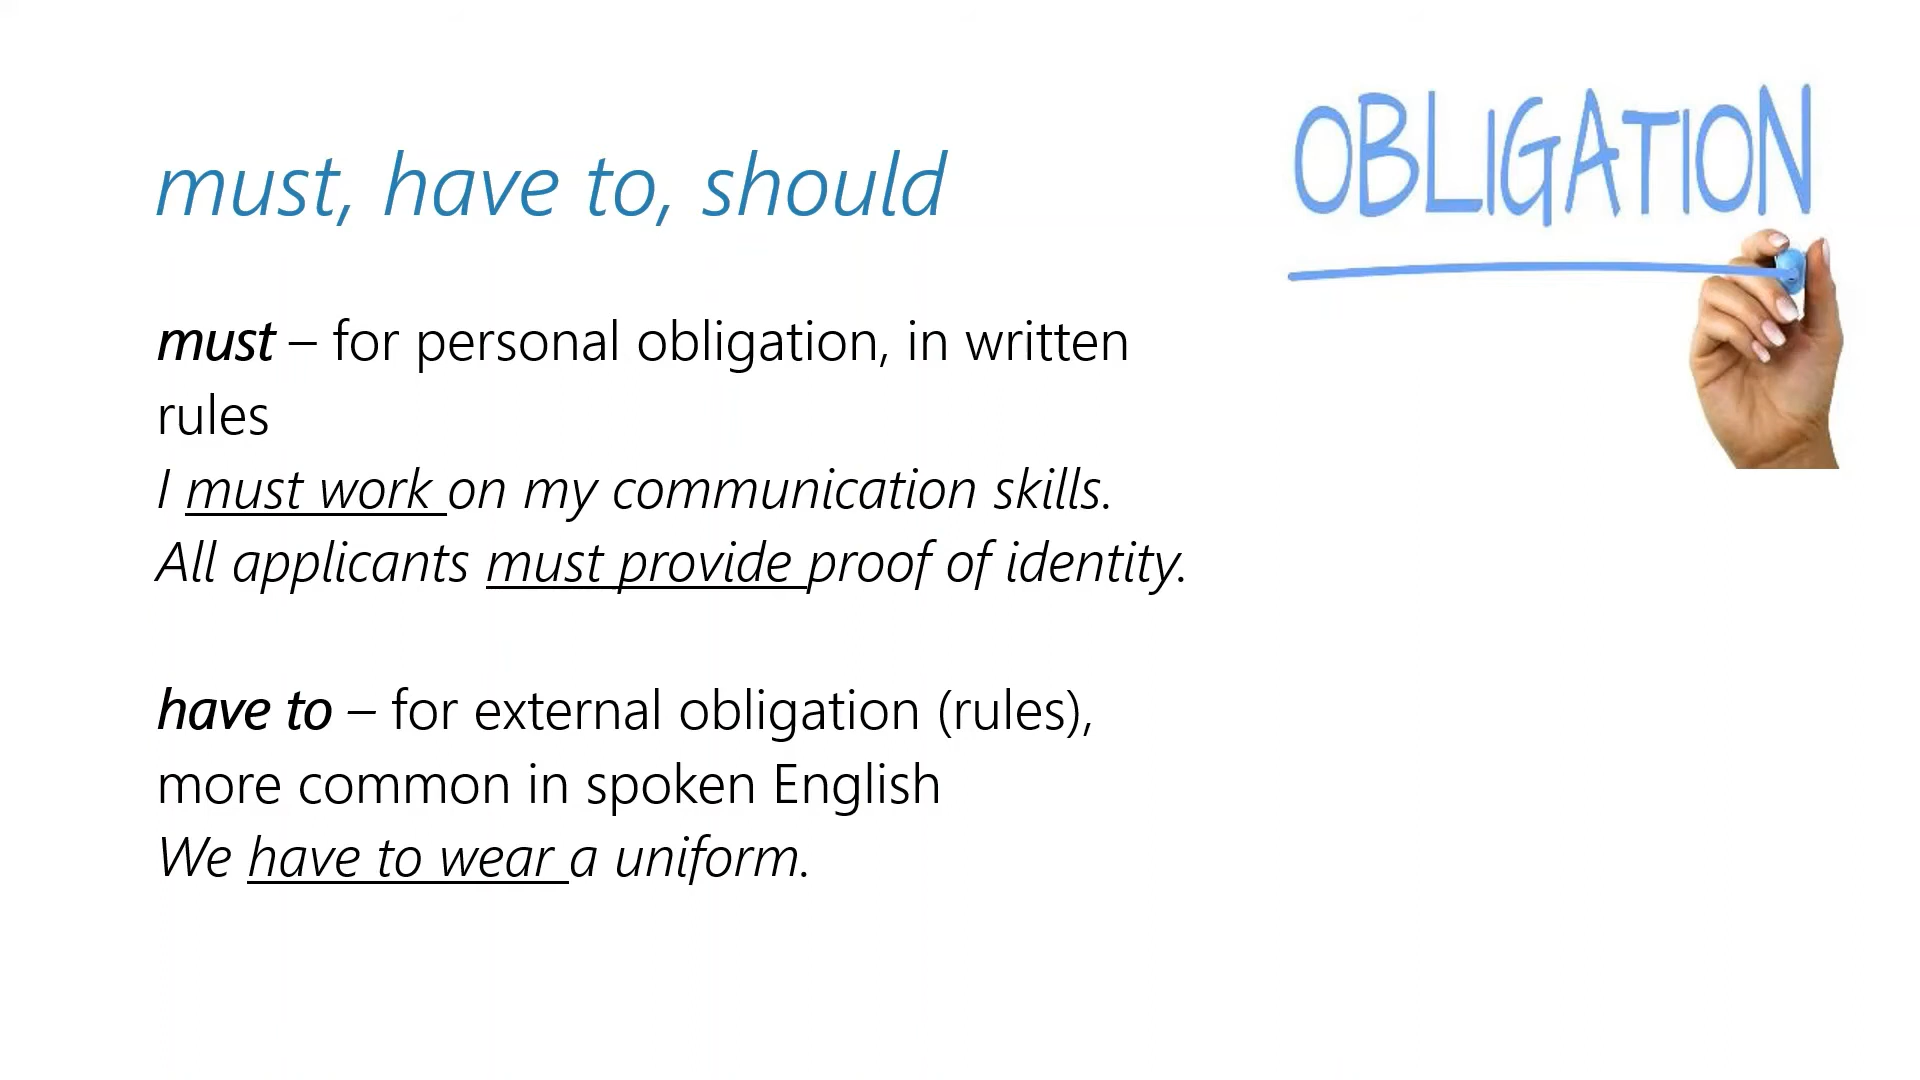 must, have to, should
OBLIGATION
must – for personal obligation, in written
rules
I must work on my communication skills.
All applicants must provide proof of identity.
have to – for external obligation (rules),
more common in spoken English
We have to wear a uniform.